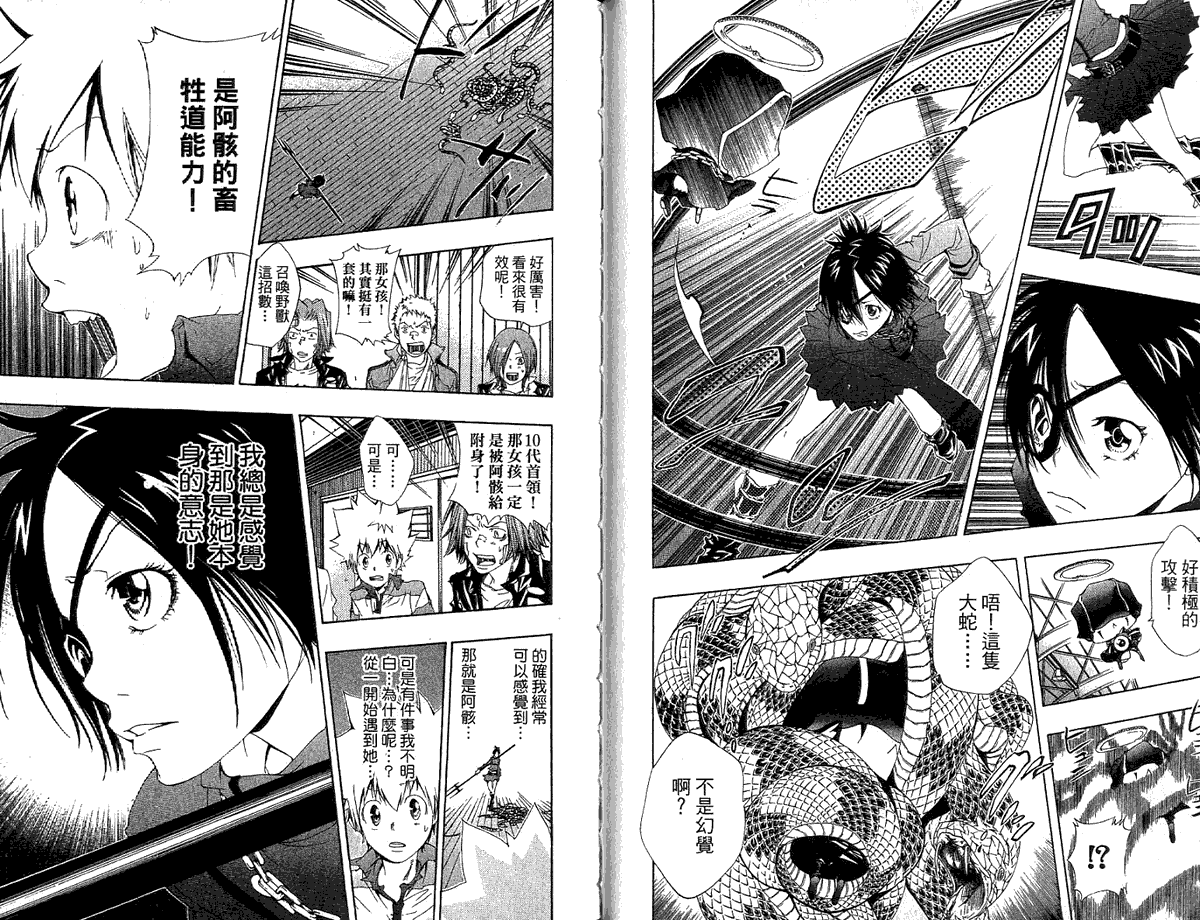 好積極的
攻擊！
唔！這隻
大蛇……
不是幻覺
啊？
!?
是阿骸的畜
牲道能力！
好厲害！
看來很有
效呢！
那女孩！
其實挺有一
套的嘛！
召喚野獸
這招數…
10代首領！
那女孩一定
是被阿骸給
附身了！
可……
可是…
我總是感覺
到那是她本
身的意志！
的確我經常
可以感覺到…
那就是阿骸…
可是有件事我不明
白…為什麼呢…？
從一開始遇到她…